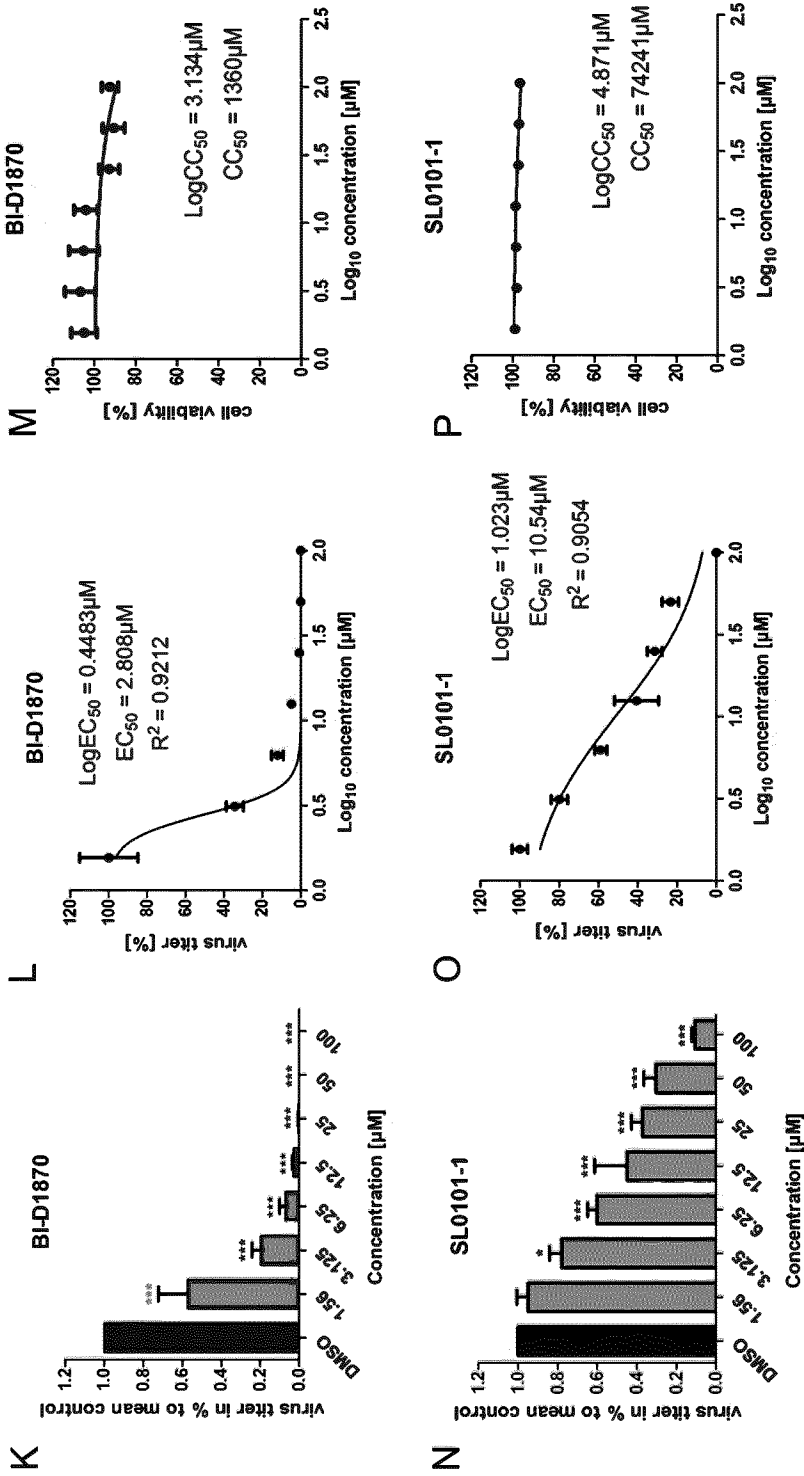 K
BI-D1870
virus titer in % to mean control
1.2
1.0
0.8
0.6
0.4
0.2
0.0
***
***
***
***
***
***
***
DMSO
1.56
3.125
6.25
12.5
25
50
100
Concentration [µM]
L
BI-D1870
virus titer [%]
120
100
80
60
40
20
0
LogEC50 = 0.4483µM
EC50 = 2.808µM
R2 = 0.9212
0.0
0.5
1.0
1.5
2.0
Log10 concentration [µM]
M
BI-D1870
cell viability [%]
120
100
80
60
40
20
0
LogCC50 = 3.134µM
CC50 = 1360µM
0.0
0.5
1.0
1.5
2.0
2.5
Log10 concentration [µM]
N
SL0101-1
virus titer in % to mean control
1.2
1.0
0.8
0.6
0.4
0.2
0.0
*
***
***
***
***
***
DMSO
1.56
3.125
6.25
12.5
25
50
100
Concentration [µM]
O
SL0101-1
virus titer [%]
120
100
80
60
40
20
0
LogEC50 = 1.023µM
EC50 = 10.54µM
R2 = 0.9054
0.0
0.5
1.0
1.5
2.0
Log10 concentration [µM]
P
SL0101-1
cell viability [%]
120
100
80
60
40
20
0
LogCC50 = 4.871µM
CC50 = 74241µM
0.0
0.5
1.0
1.5
2.0
2.5
Log10 concentration [µM]